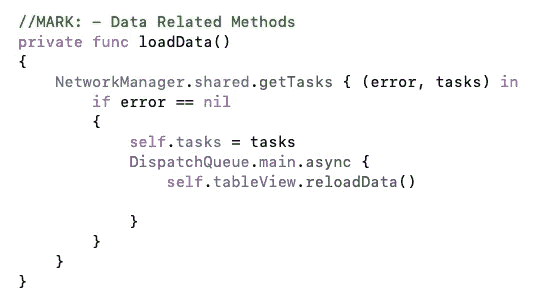 //MARK: - Data Related Methods
private func loadData()
{
    NetworkManager.shared.getTasks { (error, tasks) in
        if error == nil
        {
            self.tasks = tasks
            DispatchQueue.main.async {
                self.tableView.reloadData()

            }
        }
    }
}